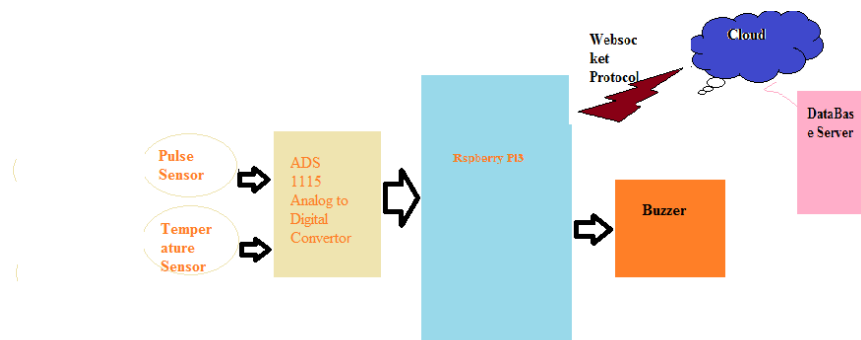 Websoc
ket
Protocol
Cloud
DataBas
e Server
Pulse
Sensor
ADS
1115
Analog to
Digital
Convertor
Rspberry PI3
Temper
ature
Sensor
Buzzer